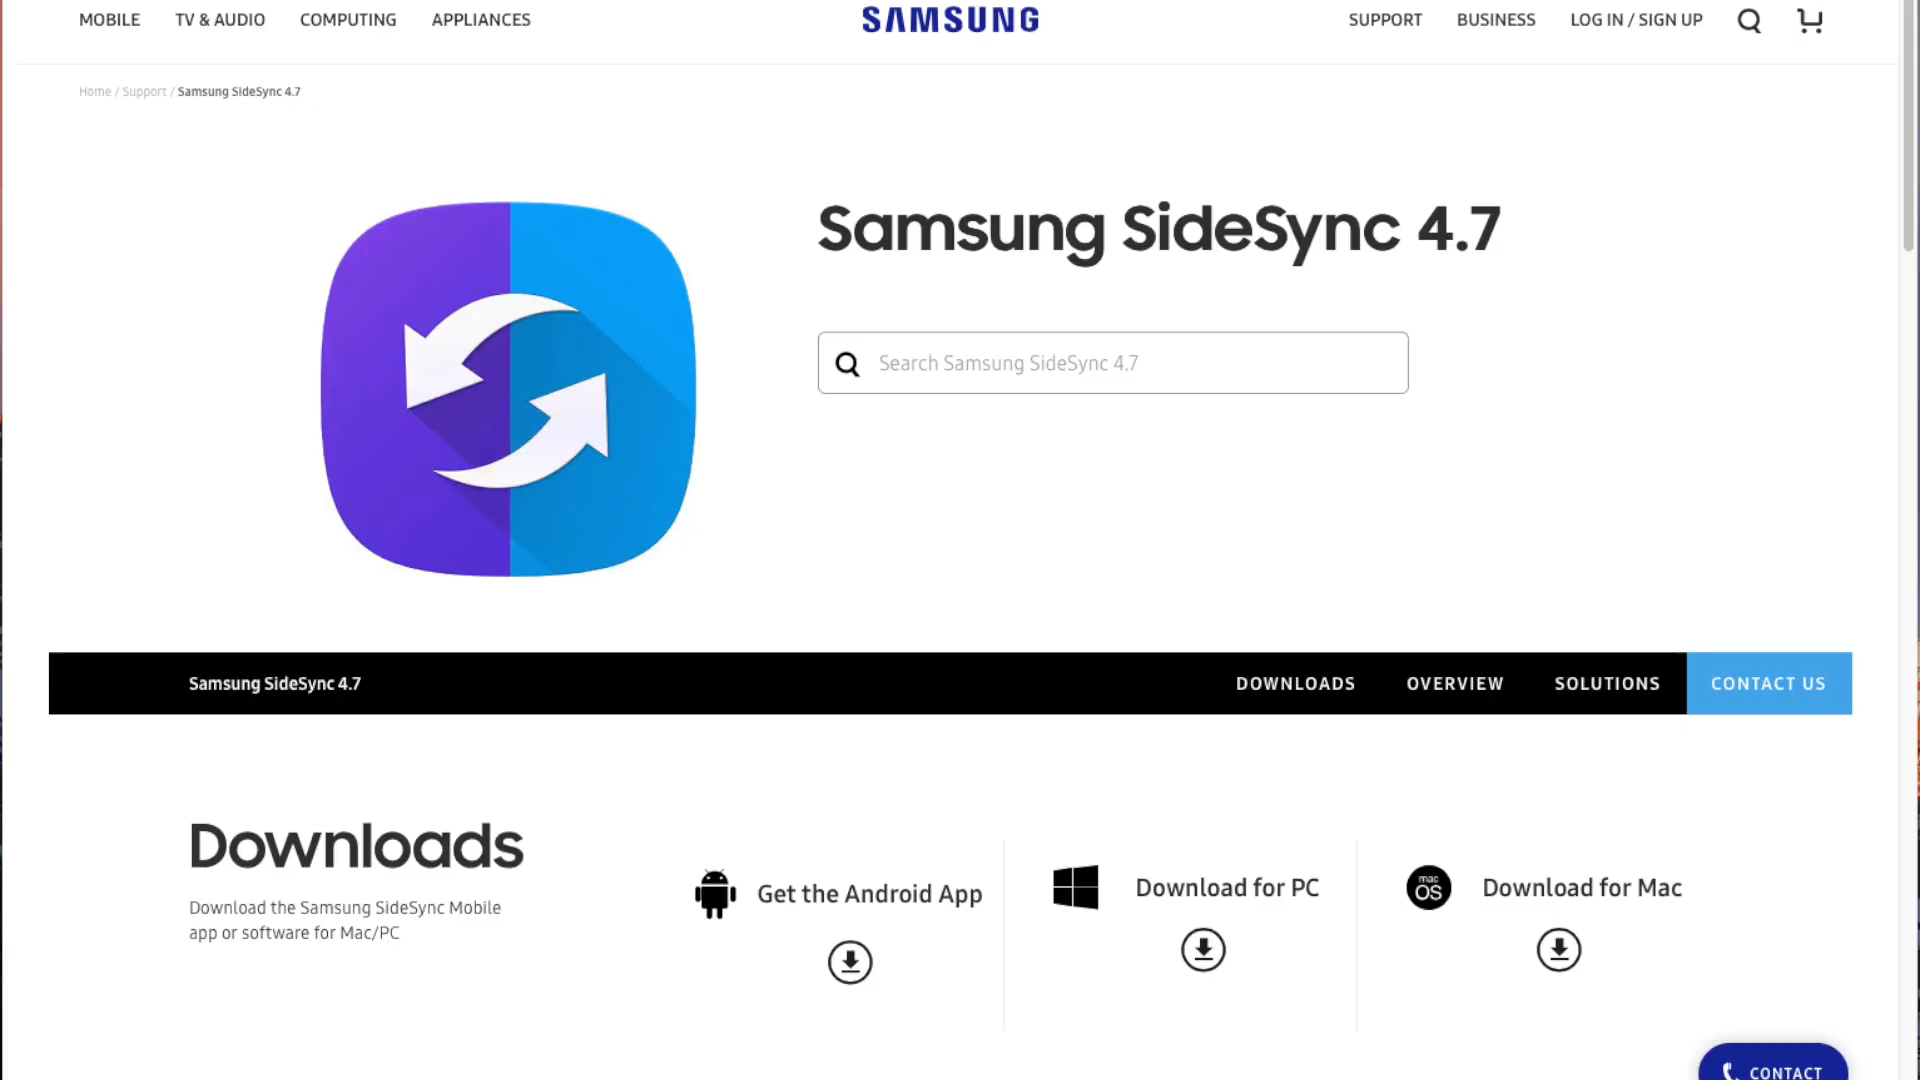 MOBILE TV & AUDIO COMPUTING APPLIANCES SAMSUNG SUPPORT BUSINESS LOG IN / SIGN UP
Home / Support / Samsung SideSync 4.7
Samsung SideSync 4.7
Search Samsung SideSync 4.7
Samsung SideSync 4.7 DOWNLOADS OVERVIEW SOLUTIONS CONTACT US
Downloads
Download the Samsung SideSync Mobile
app or software for Mac/PC
Get the Android App
Download for PC
mac
OS
Download for Mac
CONTACT